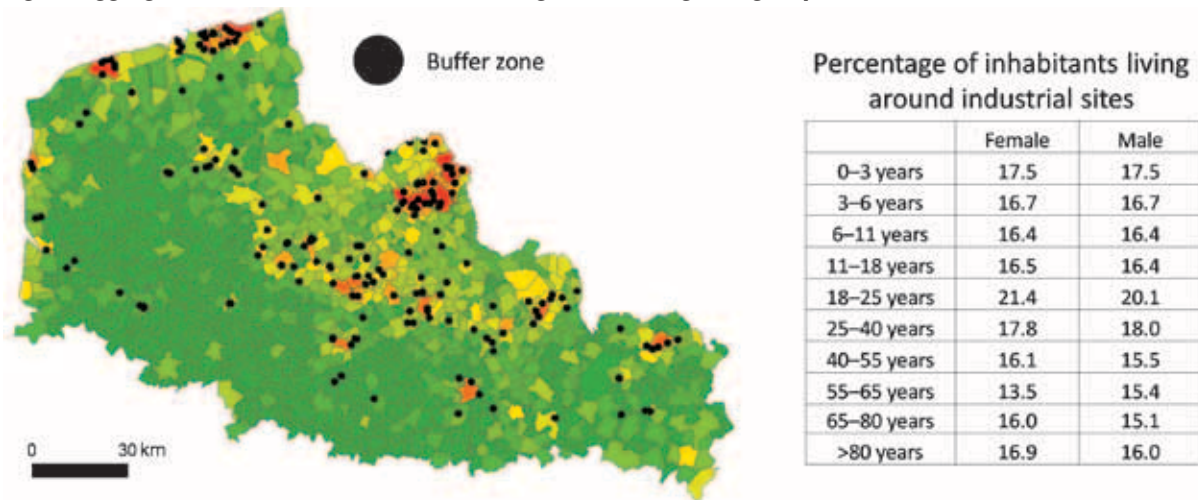 Buffer zone
0 30 km
Percentage of inhabitants living
around industrial sites
Female Male
0–3 years 17.5 17.5
3–6 years 16.7 16.7
6–11 years 16.4 16.4
11–18 years 16.5 16.4
18–25 years 21.4 20.1
25–40 years 17.8 18.0
40–55 years 16.1 15.5
55–65 years 13.5 15.4
65–80 years 16.0 15.1
>80 years 16.9 16.0